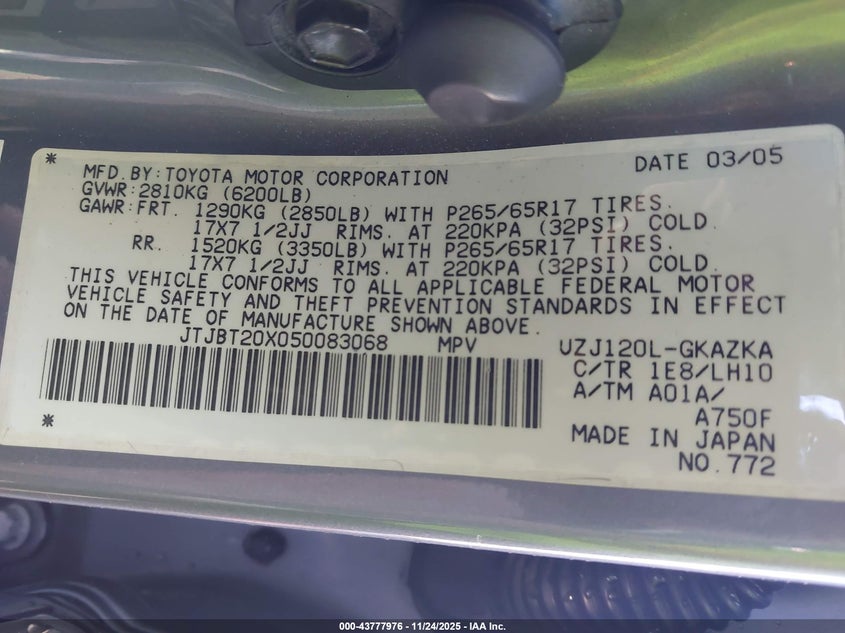 * MFD. BY: TOYOTA MOTOR CORPORATION DATE 03/05
GVWR: 2810KG (6200LB)
GAWR: FRT. 1290KG (2850LB) WITH P265/65R17 TIRES.
17X7 1/2JJ RIMS. AT 220KPA (32PSI) COLD.
RR. 1520KG (3350LB) WITH P265/65R17 TIRES.
17X7 1/2JJ RIMS. AT 220KPA (32PSI) COLD.
THIS VEHICLE CONFORMS TO ALL APPLICABLE FEDERAL MOTOR
VEHICLE SAFETY AND THEFT PREVENTION STANDARDS IN EFFECT
ON THE DATE OF MANUFACTURE SHOWN ABOVE.
JTJBT20X050083068 MPV UZJ120L-GKAZKA
C/TR 1E8/LH10
A/TM A01A/
* A750F
MADE IN JAPAN
NO.772
000-43777976 - 11/24/2025 - IAA Inc.